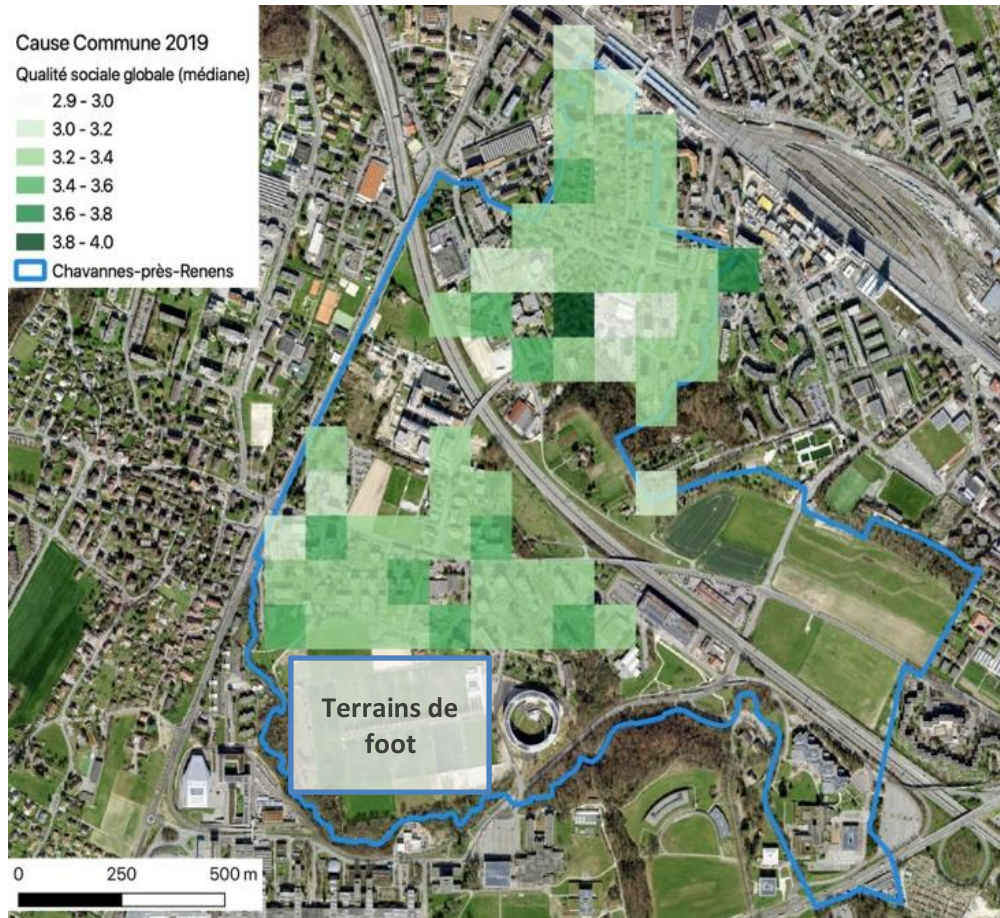 Cause Commune 2019
Qualité sociale globale (médiane)
2.9 - 3.0
3.0 - 3.2
3.2 - 3.4
3.4 - 3.6
3.6 - 3.8
3.8 - 4.0
Chavannes-près-Renens
Terrains de
foot
0 250 500 m